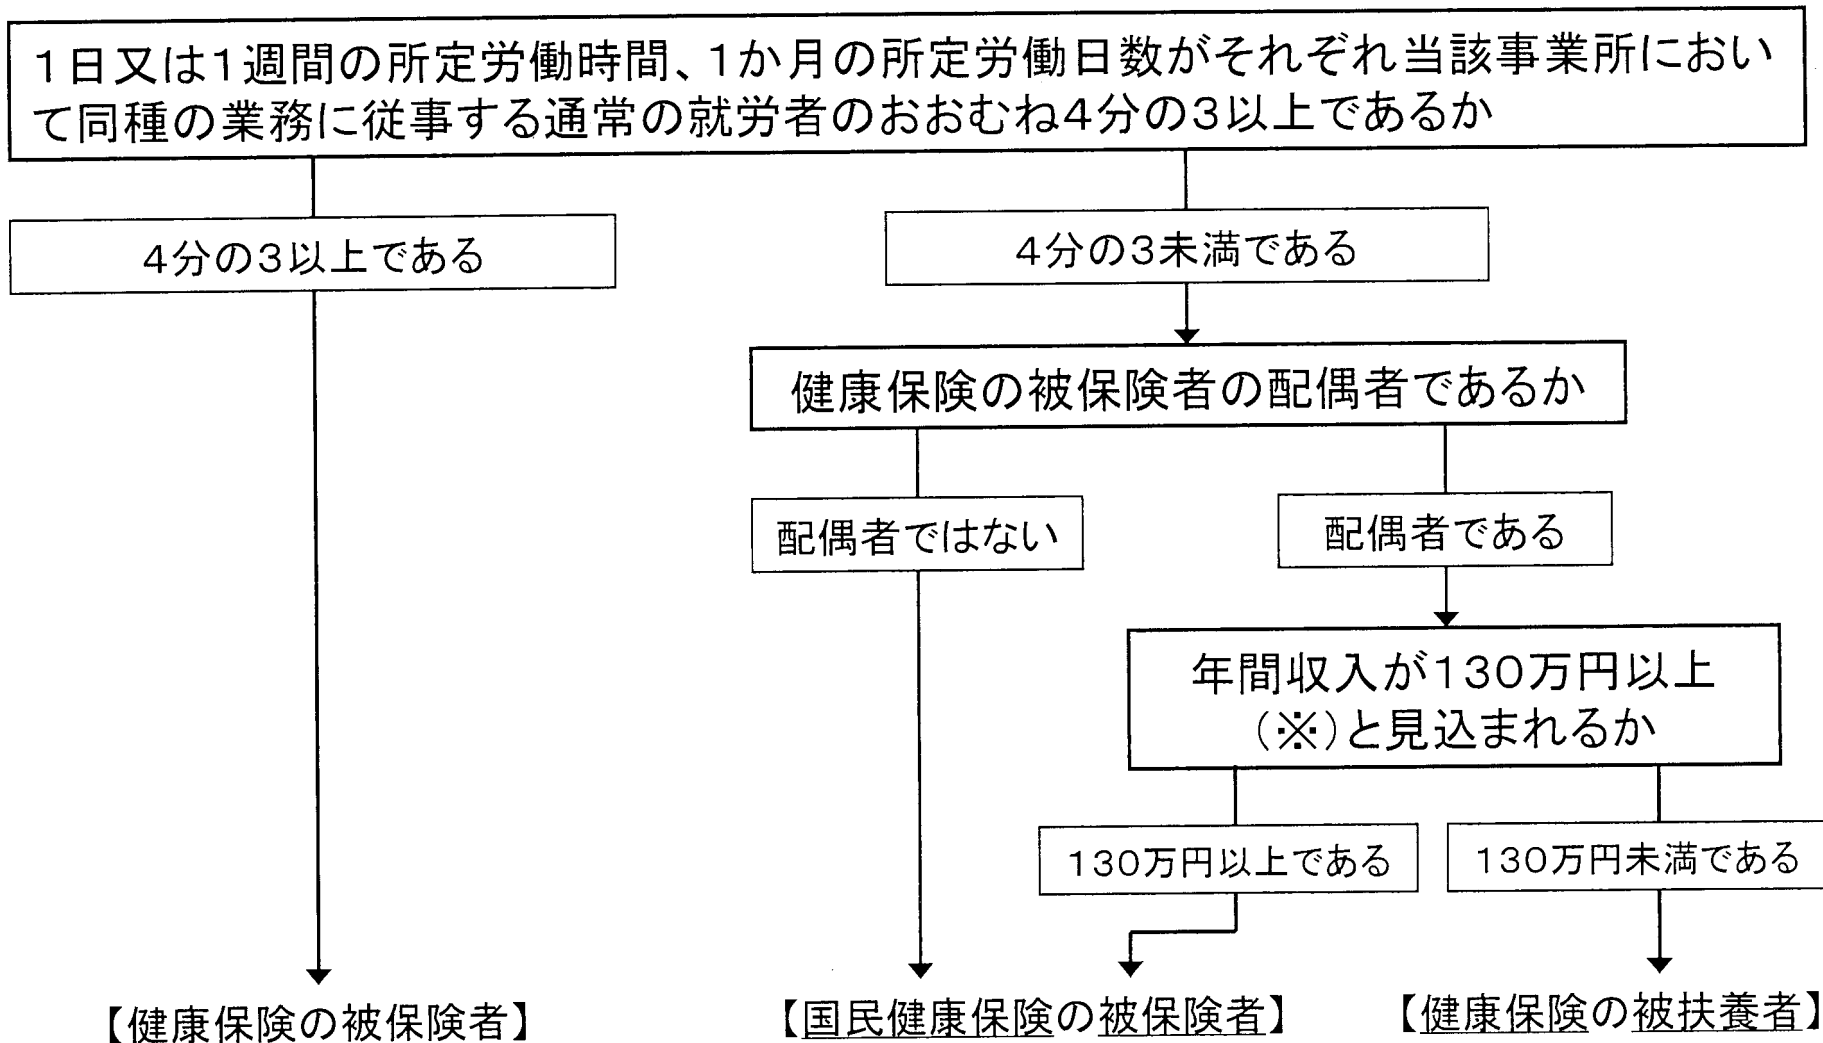 1日又は1週間の所定労働時間、1か月の所定労働日数がそれぞれ当該事業所におい
て同種の業務に従事する通常の就労者のおおむね4分の3以上であるか
4分の3以上である
4分の3未満である
健康保険の被保険者の配偶者であるか
配偶者ではない
配偶者である
年間収入が130万円以上
(※)と見込まれるか
130万円以上である
130万円未満である
【健康保険の被保険者】
【国民健康保険の被保険者】
【健康保険の被扶養者】